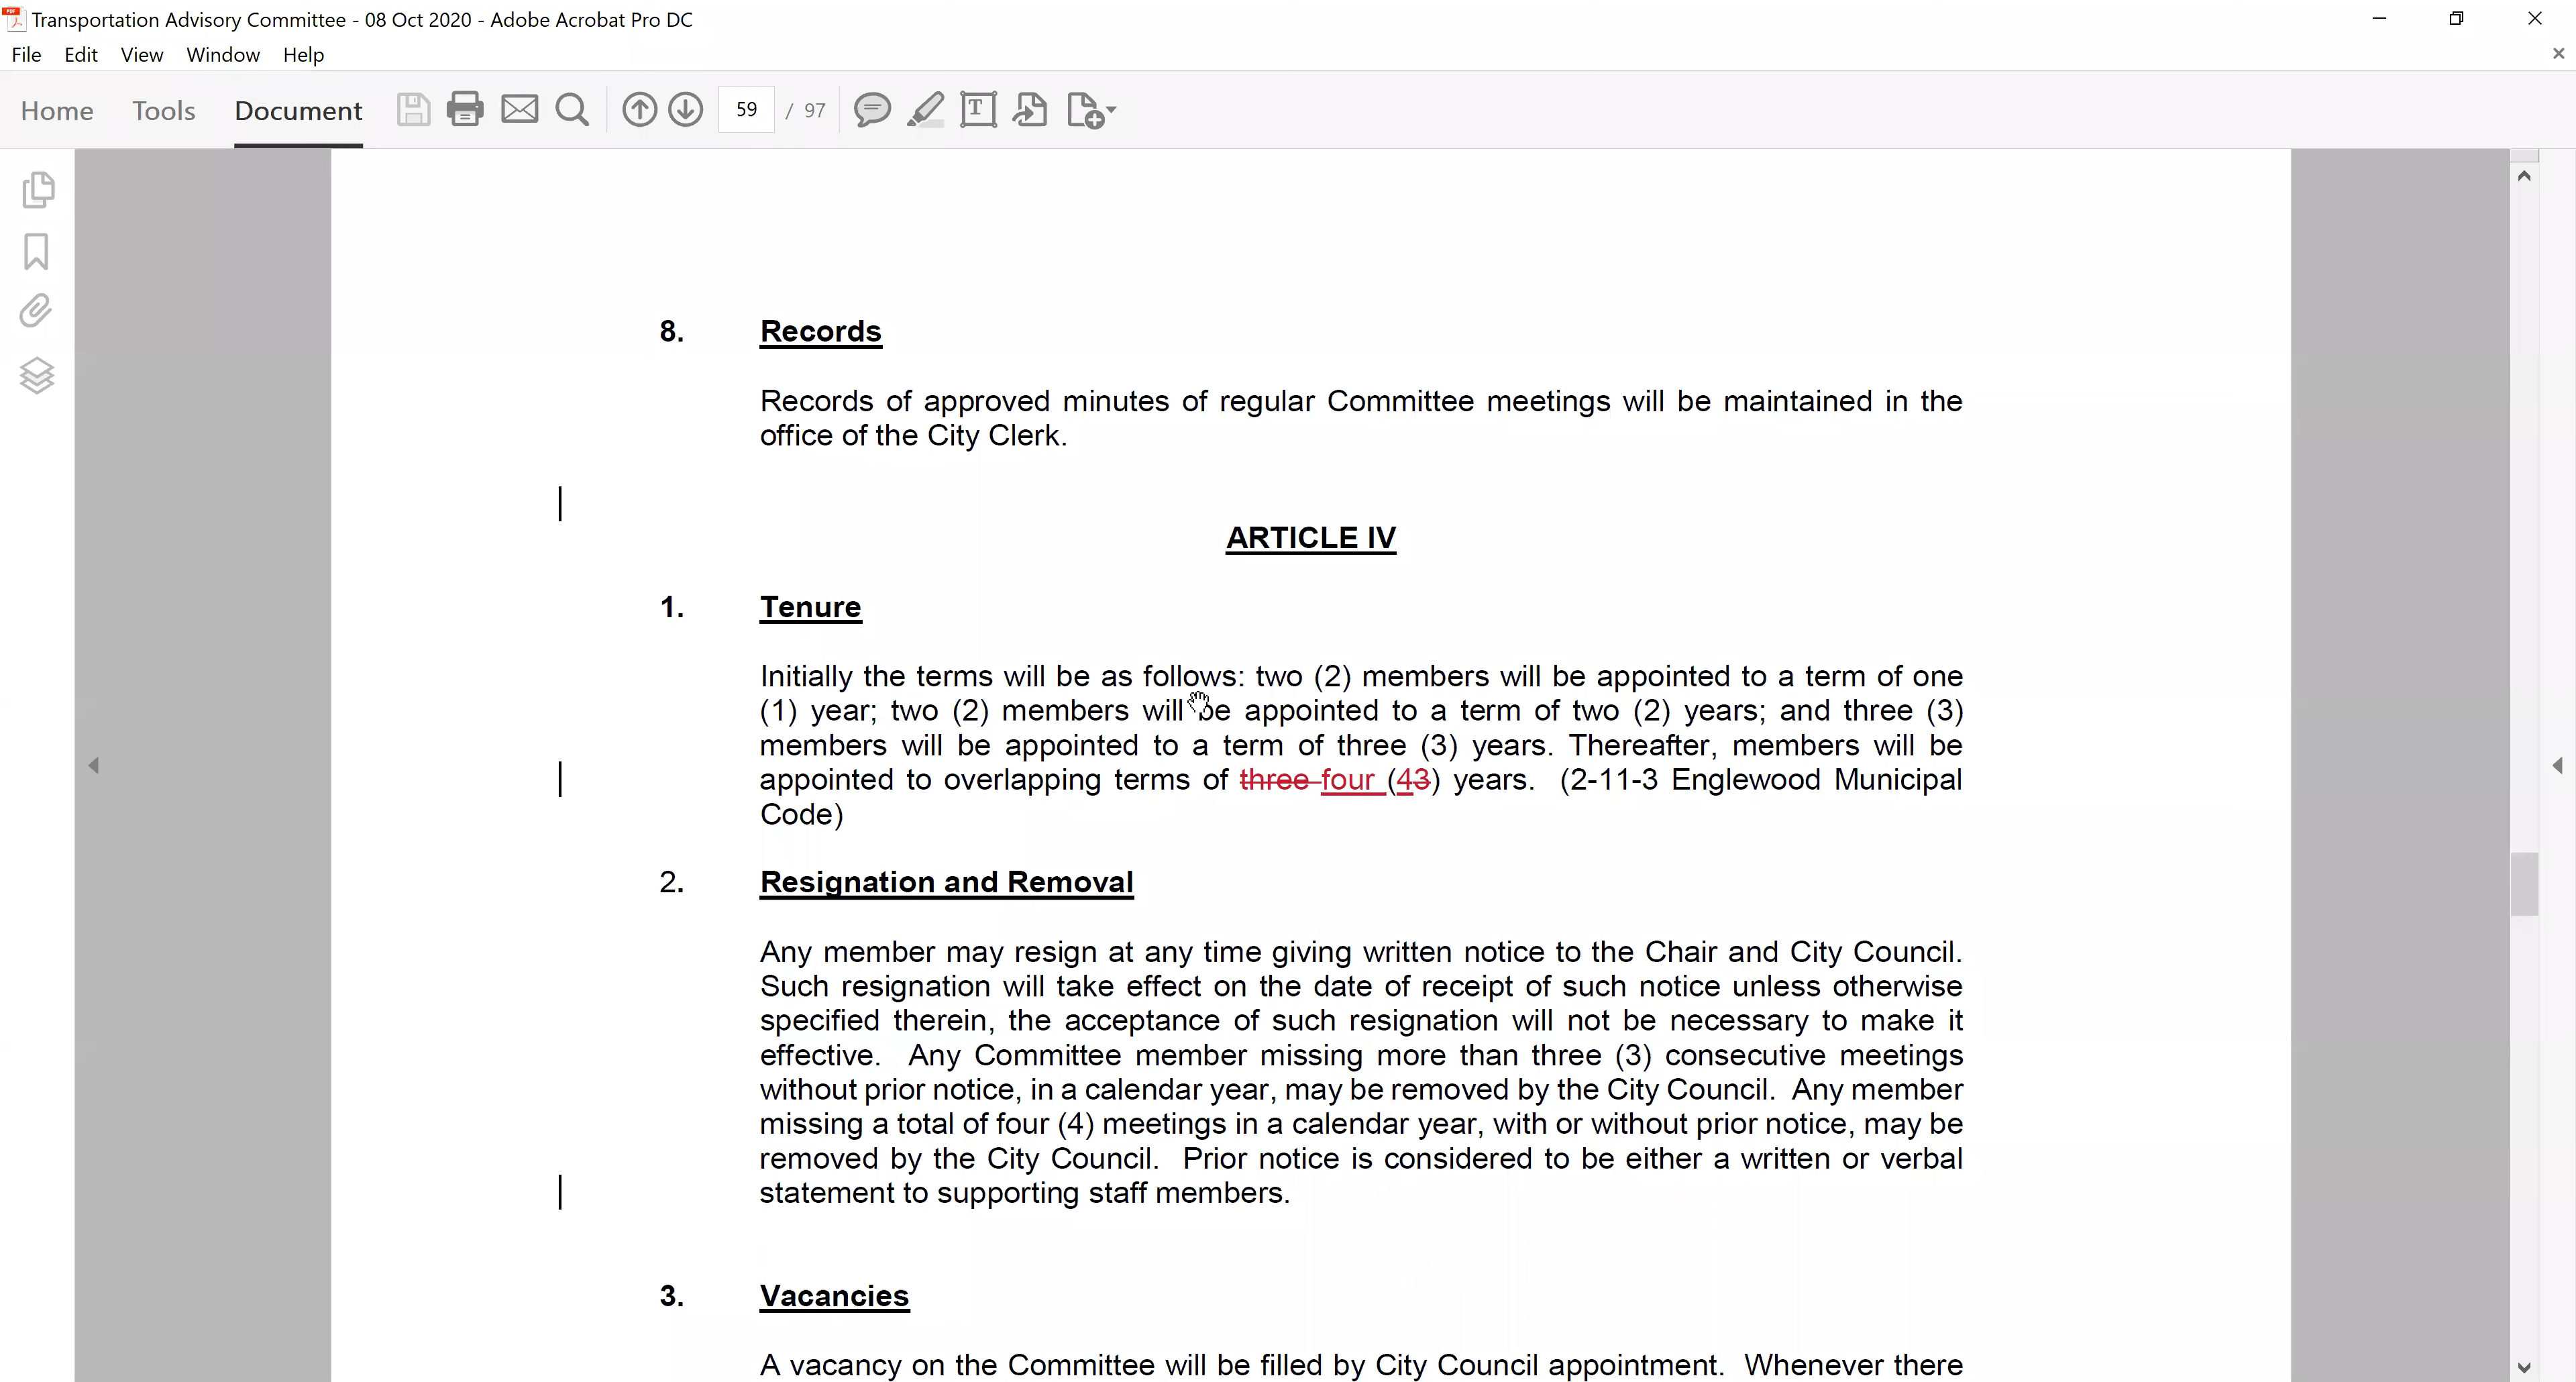 Transportation Advisory Committee - 08 Oct 2020 - Adobe Acrobat Pro DC
File Edit View Window Help
Home Tools Document 59 / 97
8. Records
Records of approved minutes of regular Committee meetings will be maintained in the
office of the City Clerk.
ARTICLE IV
1. Tenure
Initially the terms will be as follows: two (2) members will be appointed to a term of one
(1) year; two (2) members will be appointed to a term of two (2) years; and three (3)
members will be appointed to a term of three (3) years. Thereafter, members will be
appointed to overlapping terms of three four (43) years. (2-11-3 Englewood Municipal
Code)
2. Resignation and Removal
Any member may resign at any time giving written notice to the Chair and City Council.
Such resignation will take effect on the date of receipt of such notice unless otherwise
specified therein, the acceptance of such resignation will not be necessary to make it
effective. Any Committee member missing more than three (3) consecutive meetings
without prior notice, in a calendar year, may be removed by the City Council. Any member
missing a total of four (4) meetings in a calendar year, with or without prior notice, may be
removed by the City Council. Prior notice is considered to be either a written or verbal
statement to supporting staff members.
3. Vacancies
A vacancy on the Committee will be filled by City Council appointment. Whenever there